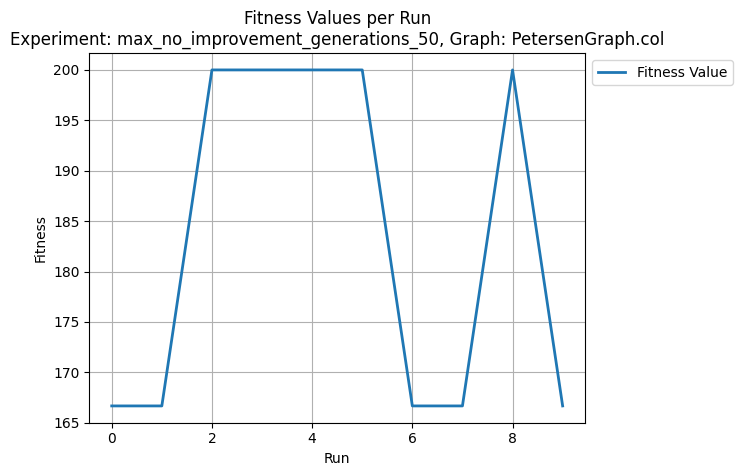 Fitness Values per Run
Experiment: max_no_improvement_generations_50, Graph: PetersenGraph.col
Fitness Value
200
195
190
185
180
175
170
165
Fitness
0 2 4 6 8
Run